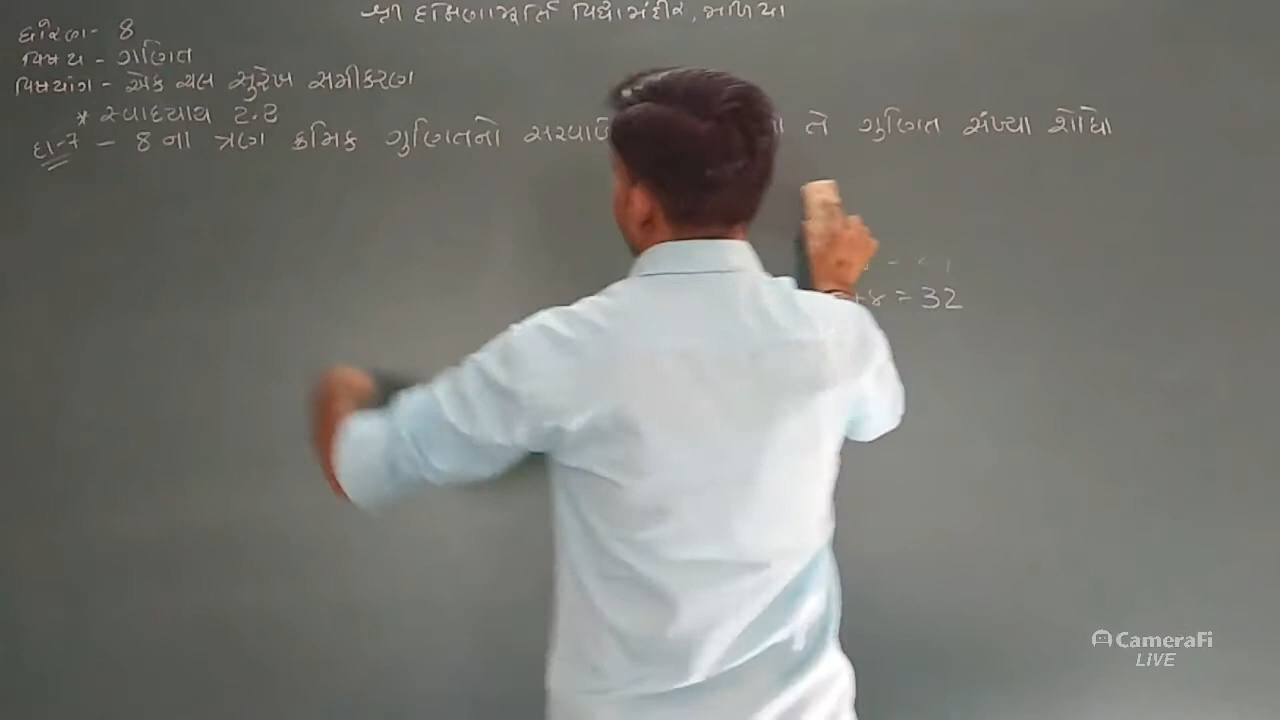 શ્રી દક્ષિણામૂર્તિ વિદ્યામંદીર, માળિયા
ધોરણ - 8
વિષય - ગણિત
વિષયાંગ - એક ચલ સુરેખ સમીકરણ
* સ્વાધ્યાય 2.2
દા-7 - 8 ના ત્રણ ક્રમિક ગુણિતનો તે ગુણિત સંખ્યા શોધો
= 32
CameraFi
LIVE